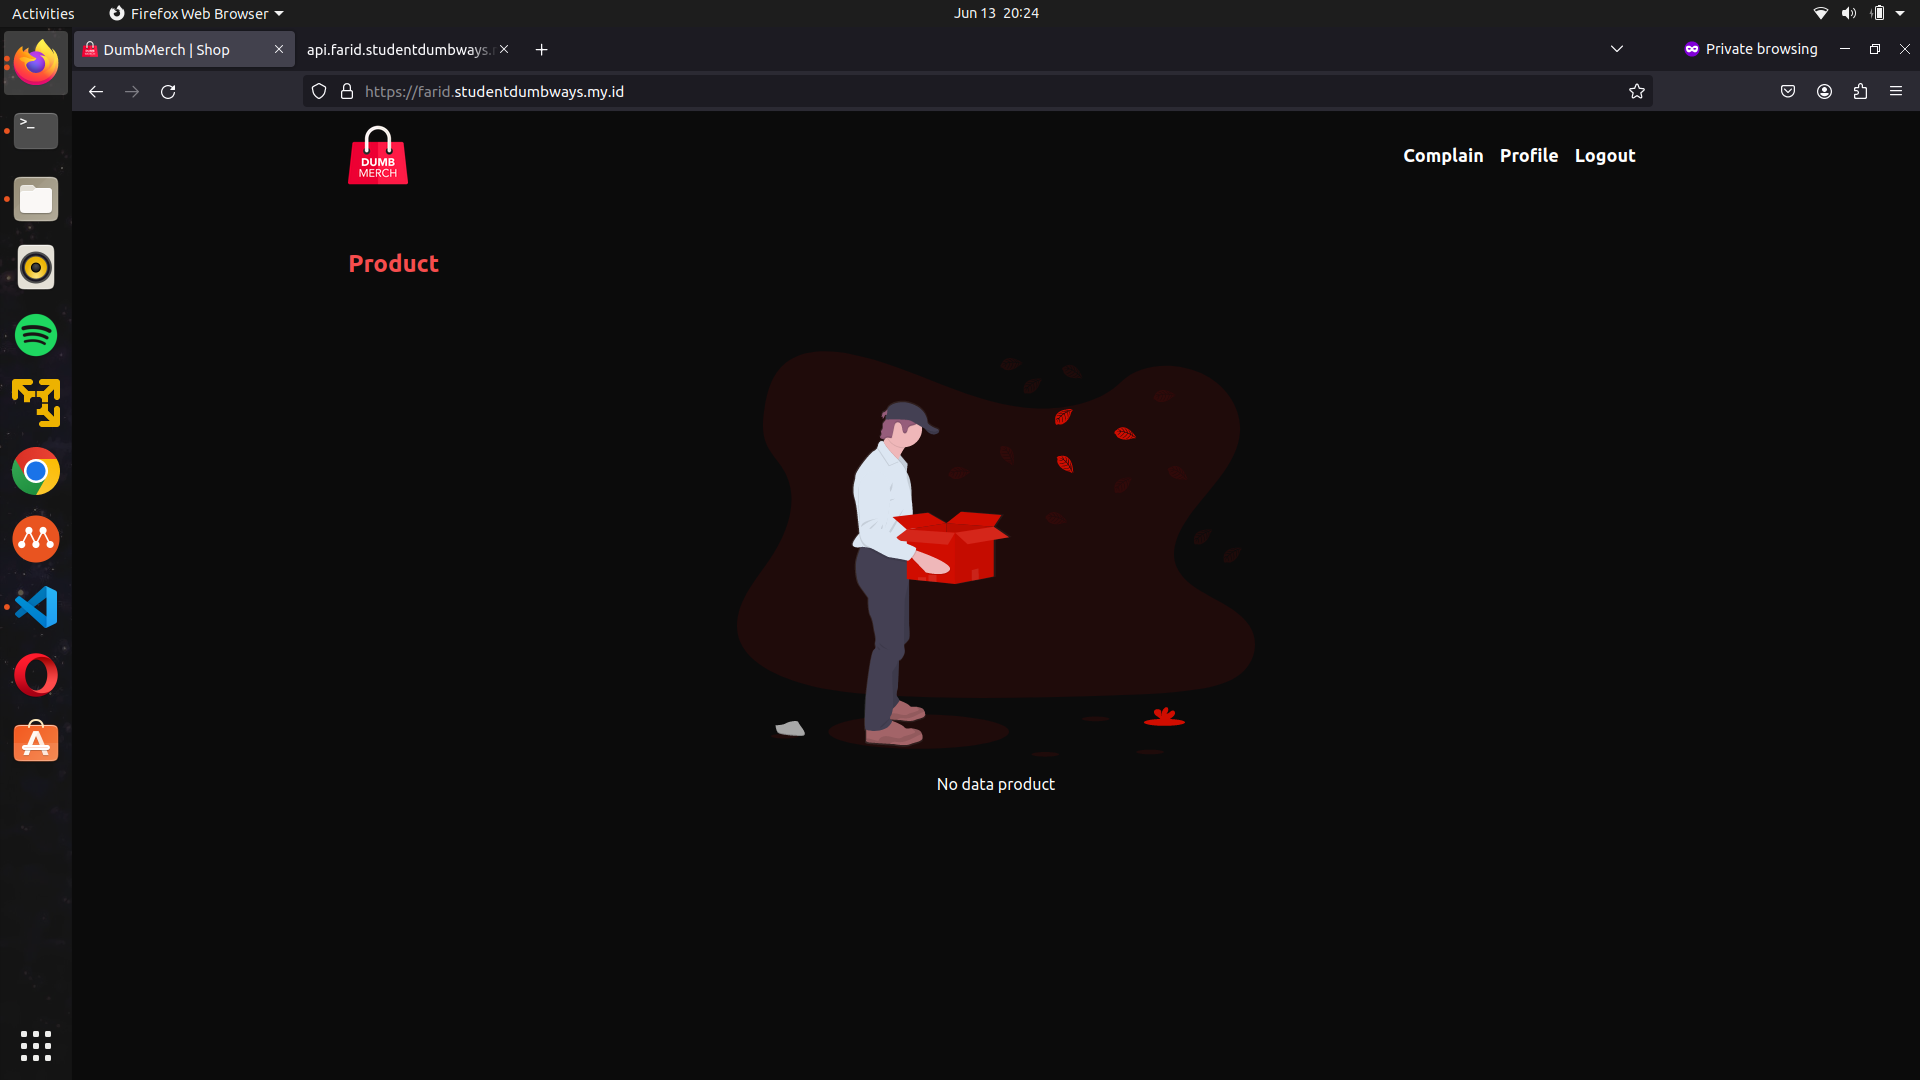 Activities
Firefox Web Browser
Jun 13 20:24
DumbMerch | Shop
api.farid.studentdumbways.
Private browsing
https://farid.studentdumbways.my.id
DUMB
MERCH
Complain
Profile
Logout
Product
No data product